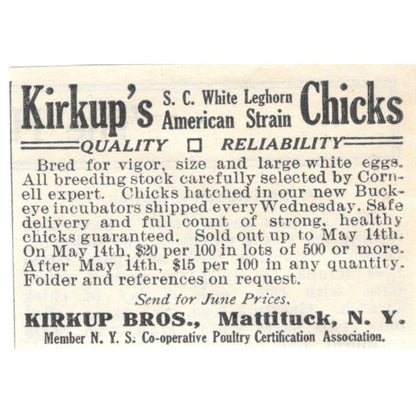 Kirkup's S. C. White Leghorn American Strain Chicks
QUALITY □ RELIABILITY
Bred for vigor, size and large white eggs.
All breeding stock carefully selected by Corn-
ell expert. Chicks hatched in our new Buck-
eye incubators shipped every Wednesday. Safe
delivery and full count of strong, healthy
chicks guaranteed. Sold out up to May 14th.
On May 14th, $20 per 100 in lots of 500 or more.
After May 14th, $15 per 100 in any quantity.
Folder and references on request.
Send for June Prices.
KIRKUP BROS., Mattituck, N. Y.
Member N. Y. S. Co-operative Poultry Certification Association.